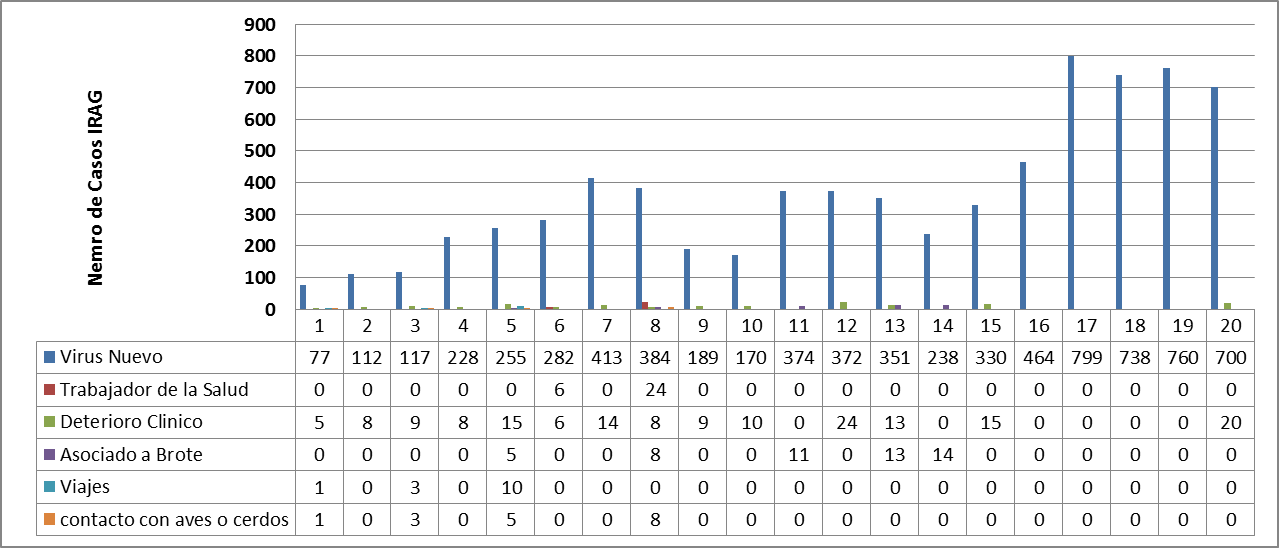 900
800
700
600
500
400
300
200
100
0
Nemro de Casos IRAG
1 2 3 4 5 6 7 8 9 10 11 12 13 14 15 16 17 18 19 20
Virus Nuevo 77 112 117 228 255 282 413 384 189 170 374 372 351 238 330 464 799 738 760 700
Trabajador de la Salud 0 0 0 0 0 6 0 24 0 0 0 0 0 0 0 0 0 0 0 0
Deterioro Clinico 5 8 9 8 15 6 14 8 9 10 0 24 13 0 15 0 0 0 0 20
Asociado a Brote 0 0 0 0 5 0 0 8 0 0 11 0 13 14 0 0 0 0 0 0
Viajes 1 0 3 0 10 0 0 0 0 0 0 0 0 0 0 0 0 0 0 0
contacto con aves o cerdos 1 0 3 0 5 0 0 8 0 0 0 0 0 0 0 0 0 0 0 0